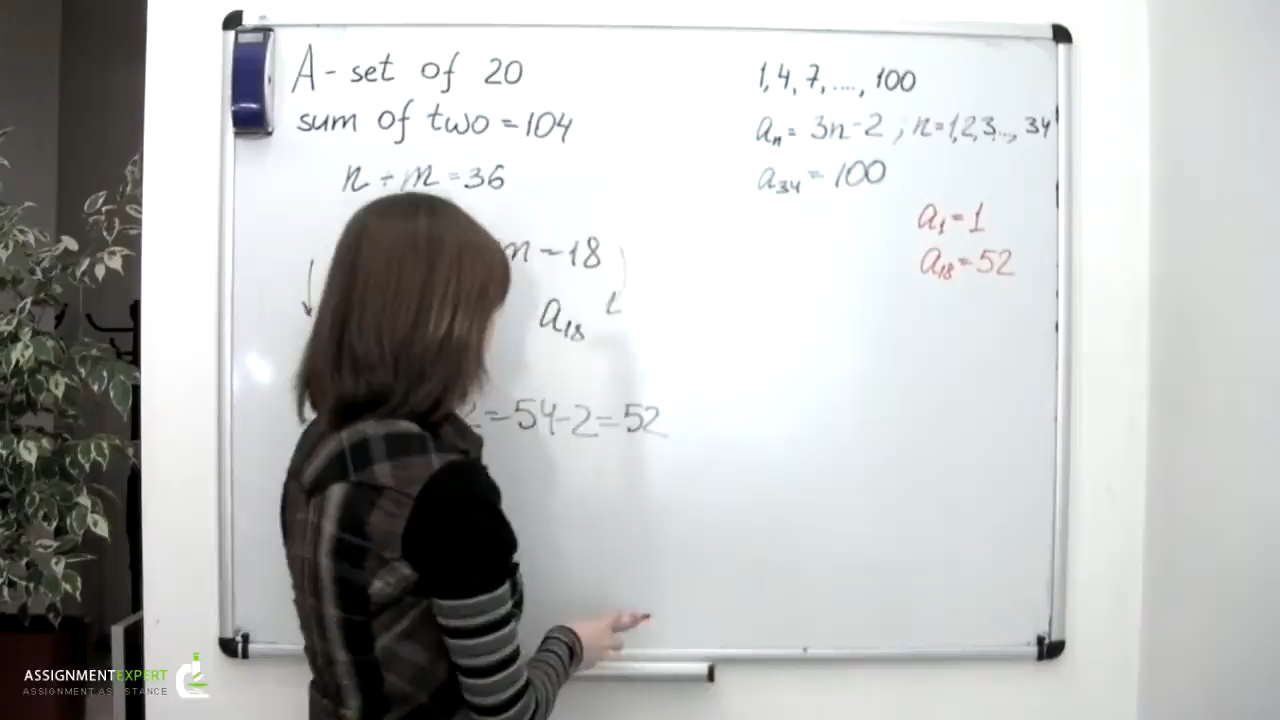 A - set of 20
sum of two = 104
n + m = 36
m = 18
a18
2 = 54 - 2 = 52
1, 4, 7, ...., 100
an = 3n - 2 ; n = 1, 2, 3, ..., 34
a34 = 100
a1 = 1
a18 = 52
ASSIGNMENTEXPERT
ASSIGNMENT ASSISTANCE